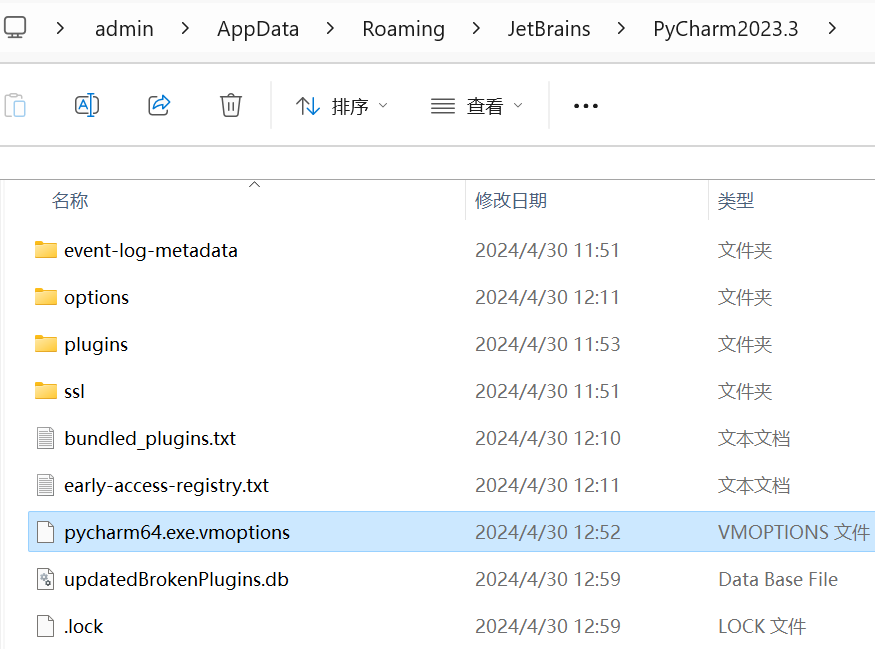 admin > AppData > Roaming > JetBrains > PyCharm2023.3 >
排序 查看
名称 修改日期 类型
event-log-metadata 2024/4/30 11:51 文件夹
options 2024/4/30 12:11 文件夹
plugins 2024/4/30 11:53 文件夹
ssl 2024/4/30 11:51 文件夹
bundled_plugins.txt 2024/4/30 12:10 文本文档
early-access-registry.txt 2024/4/30 12:11 文本文档
pycharm64.exe.vmoptions 2024/4/30 12:52 VMOPTIONS 文件
updatedBrokenPlugins.db 2024/4/30 12:59 Data Base File
.lock 2024/4/30 12:59 LOCK 文件